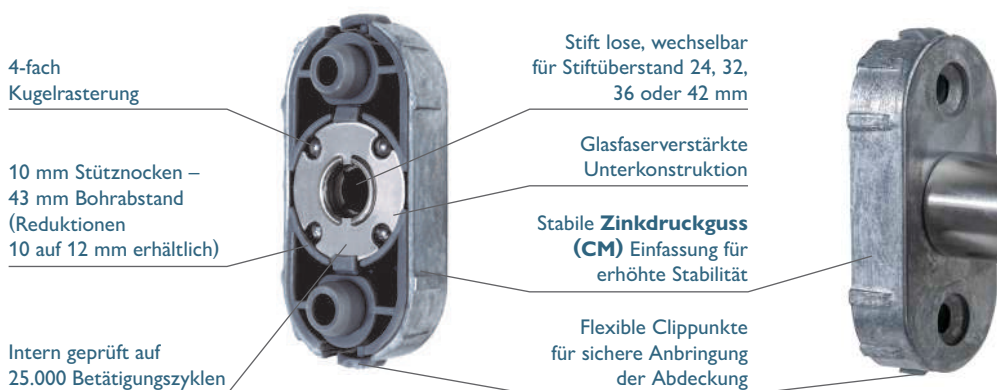 4-fach
Kugelrasterung
10 mm Stütznocken –
43 mm Bohrabstand
(Reduktionen
10 auf 12 mm erhältlich)
Intern geprüft auf
25.000 Betätigungszyklen
Stift lose, wechselbar
für Stiftüberstand 24, 32,
36 oder 42 mm
Glasfaserverstärkte
Unterkonstruktion
Stabile Zinkdruckguss
(CM) Einfassung für
erhöhte Stabilität
Flexible Clippunkte
für sichere Anbringung
der Abdeckung